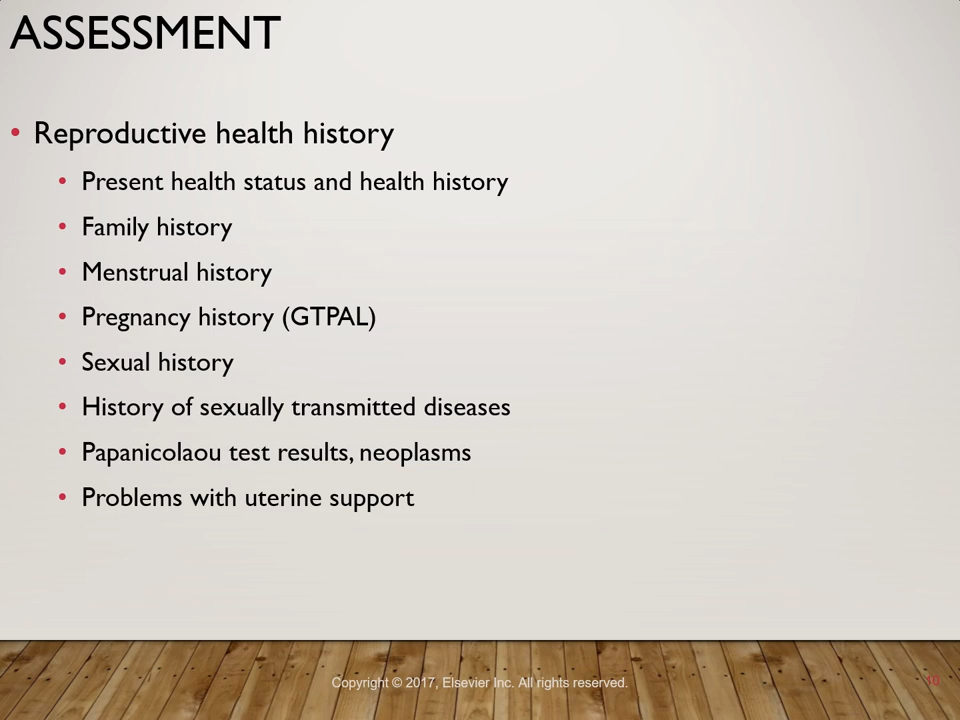 ASSESSMENT
• Reproductive health history
• Present health status and health history
• Family history
• Menstrual history
• Pregnancy history (GTPAL)
• Sexual history
• History of sexually transmitted diseases
• Papanicolaou test results, neoplasms
• Problems with uterine support
Copyright © 2017, Elsevier Inc. All rights reserved.
10